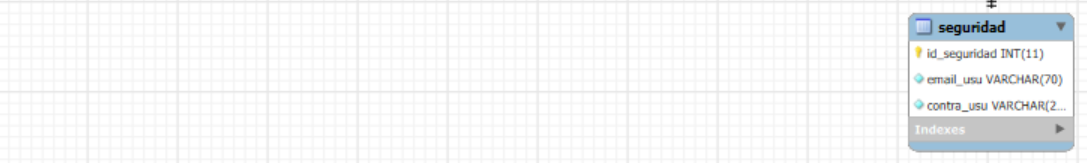 seguridad
id_seguridad INT(11)
email_usu VARCHAR(70)
contra_usu VARCHAR(2...
Indexes